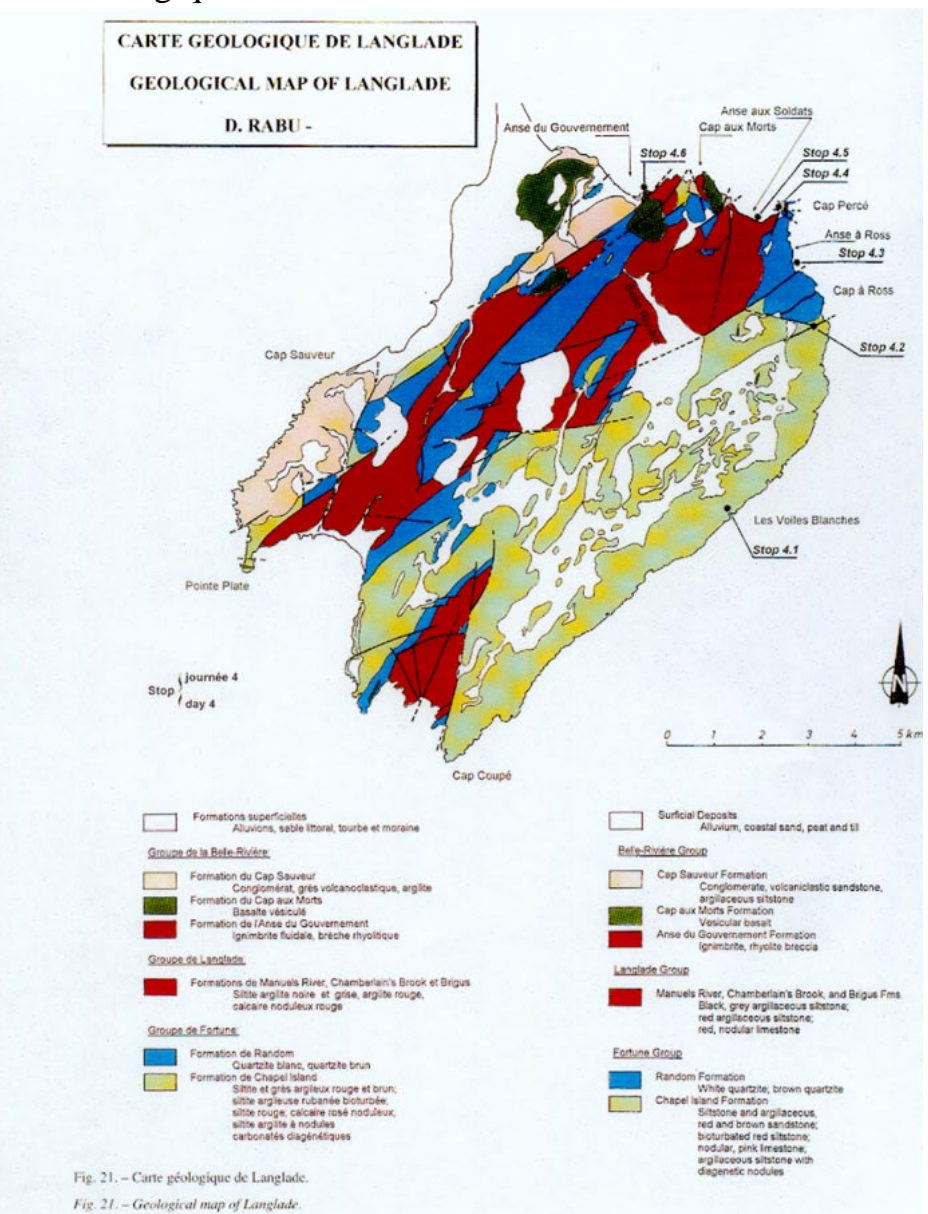 CARTE GEOLOGIQUE DE LANGLADE
GEOLOGICAL MAP OF LANGLADE
D. RABU -
Anse aux Soldats
Anse du Gouvernement
Cap aux Morts
Stop 4.6
Stop 4.5
Stop 4.4
Cap Percé
Anse à Ross
Stop 4.3
Cap à Ross
Stop 4.2
Cap Sauveur
Les Voiles Blanches
Stop 4.1
Pointe Plate
Stop
journée 4
day 4
N
0 1 2 3 4 5 km
Cap Coupé
Formations superficielles
Alluvions, sable littoral, tourbe et moraine
Groupe de la Belle-Rivière:
Formation du Cap Sauveur
Conglomérat, grès volcanoclastique, argilite
Formation du Cap aux Morts
Basalte vésiculé
Formation de l'Anse du Gouvernement
Ignimbrite fluidale, brèche rhyolitique
Groupe de Langlade:
Formations de Manuels River, Chamberlain's Brook et Brigus
Siltite argilite noire et grise, argilite rouge,
calcaire noduleux rouge
Groupe de Fortune:
Formation de Random
Quartzite blanc, quartzite brun
Formation de Chapel Island
Siltite et grès argileux rouge et brun;
siltite argileuse rubanée bioturbée;
siltite rouge; calcaire rosé noduleux;
siltite argilite à nodules
carbonatés diagénétiques
Surficial Deposits
Alluvium, coastal sand, peat and till
Belle-Rivière Group
Cap Sauveur Formation
Conglomerate, volcaniclastic sandstone,
argillaceous siltstone
Cap aux Morts Formation
Vesicular basalt
Anse du Gouvernement Formation
Ignimbrite, rhyolite breccia
Langlade Group
Manuels River, Chamberlain's Brook, and Brigus Fms.
Black, grey argillaceous siltstone;
red argillaceous siltstone;
red, nodular limestone
Fortune Group
Random Formation
White quartzite; brown quartzite
Chapel Island Formation
Siltstone and argillaceous,
red and brown sandstone;
bioturbated red siltstone;
nodular, pink limestone;
argillaceous siltstone with
diagenetic nodules
Fig. 21. – Carte géologique de Langlade.
Fig. 21. – Geological map of Langlade.